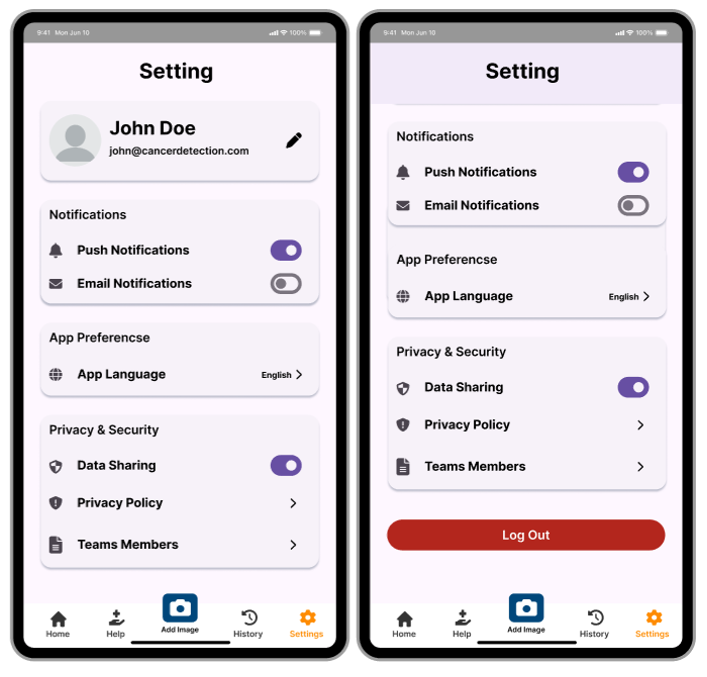 9:41 Mon Jun 10
100%
Setting
John Doe
john@cancerdetection.com
Notifications
Push Notifications
Email Notifications
App Preferencse
App Language
English
Privacy & Security
Data Sharing
Privacy Policy
Teams Members
Home
Help
Add Image
History
Settings
9:41 Mon Jun 10
100%
Setting
Notifications
Push Notifications
Email Notifications
App Preferencse
App Language
English
Privacy & Security
Data Sharing
Privacy Policy
Teams Members
Log Out
Home
Help
Add Image
History
Settings